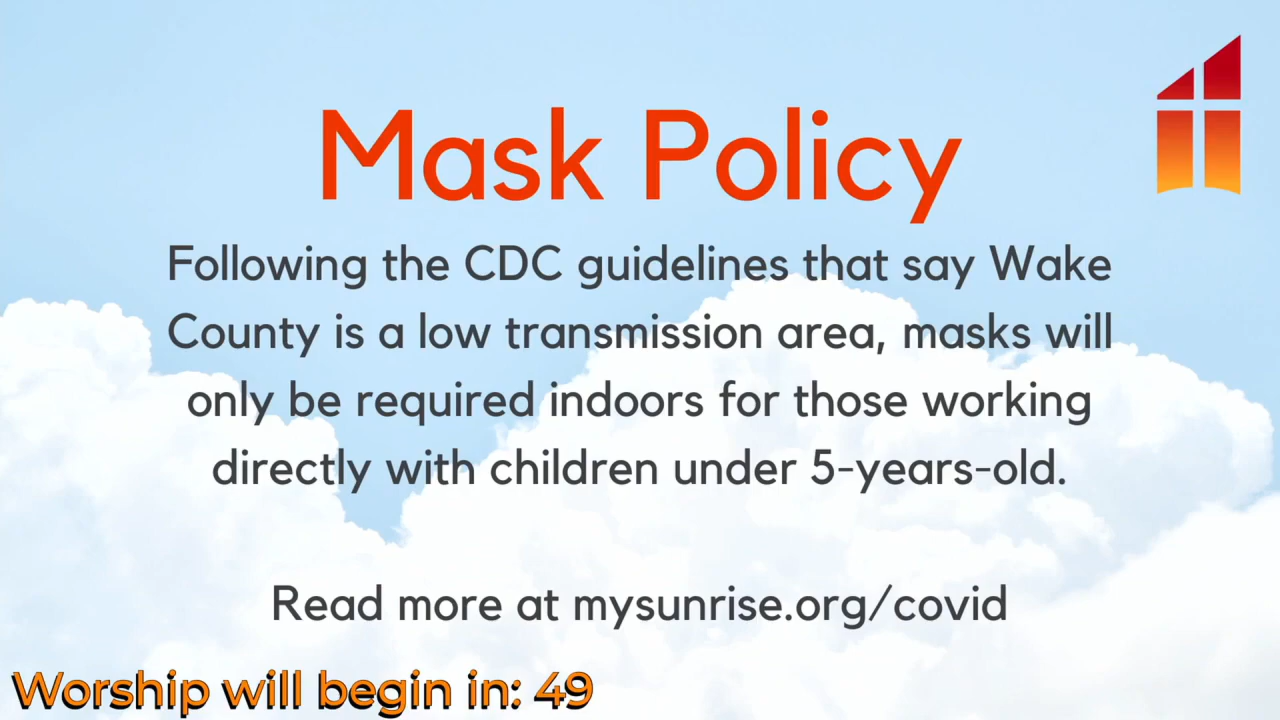 Mask Policy
Following the CDC guidelines that say Wake
County is a low transmission area, masks will
only be required indoors for those working
directly with children under 5-years-old.
Read more at mysunrise.org/covid
Worship will begin in: 49